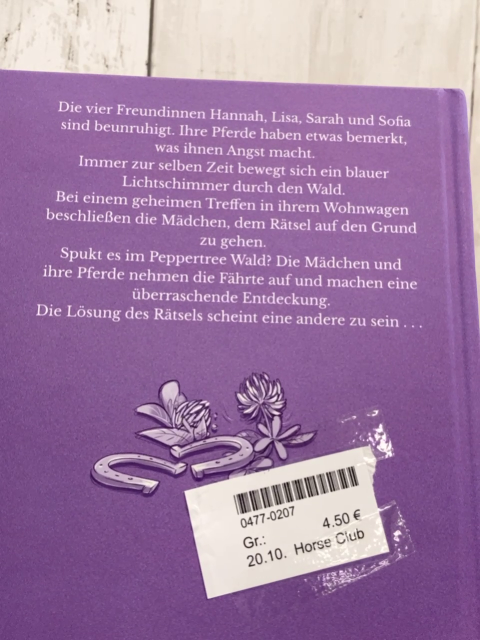 Die vier Freundinnen Hannah, Lisa, Sarah und Sofia
sind beunruhigt. Ihre Pferde haben etwas bemerkt,
was ihnen Angst macht.
Immer zur selben Zeit bewegt sich ein blauer
Lichtschimmer durch den Wald.
Bei einem geheimen Treffen in ihrem Wohnwagen
beschließen die Mädchen, dem Rätsel auf den Grund
zu gehen.
Spukt es im Peppertree Wald? Die Mädchen und
ihre Pferde nehmen die Fährte auf und machen eine
überraschende Entdeckung.
Die Lösung des Rätsels scheint eine andere zu sein . . .
0477-0207
4.50 €
Gr.:
20.10. Horse Club